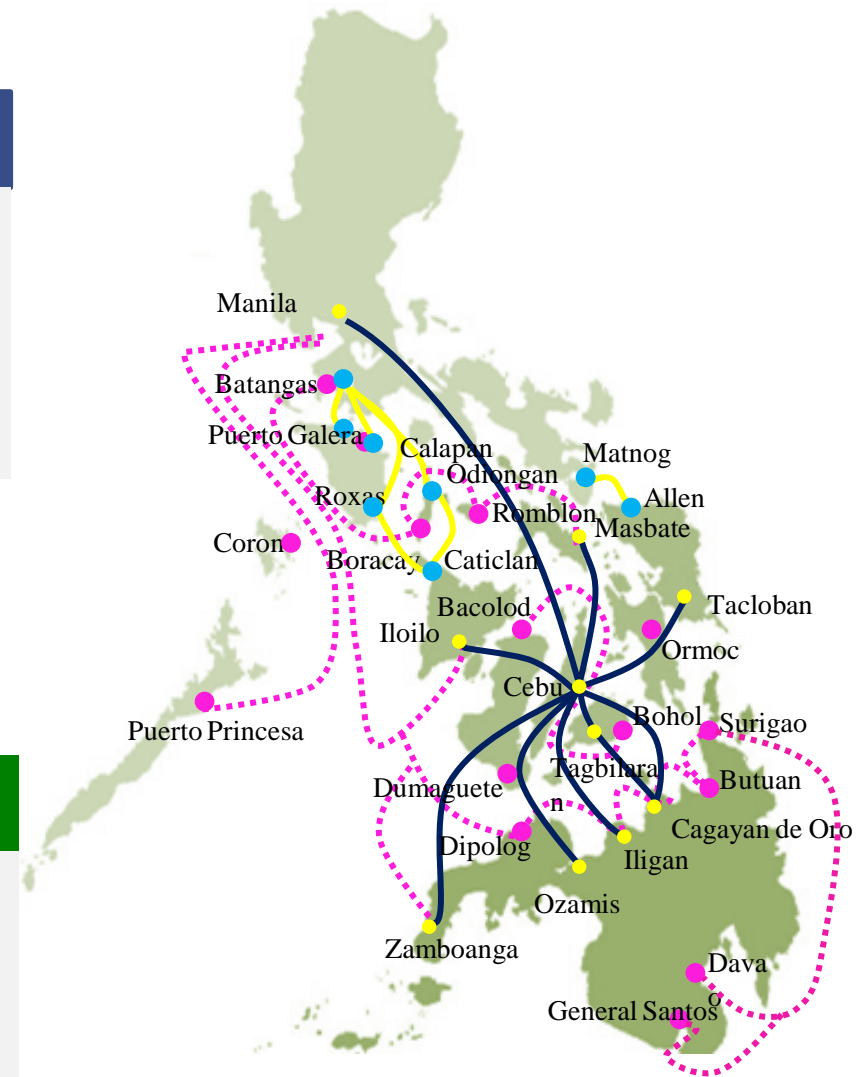 Manila
Batangas
Puerto Galera
Calapan
Matnog
Odiongan
Roxas
Allen
Romblon
Masbate
Coron
Boracay
Caticlan
Bacolod
Tacloban
Iloilo
Ormoc
Cebu
Bohol
Surigao
Puerto Princesa
Tagbilara
n
Dumaguete
Butuan
Cagayan de Oro
Dipolog
Iligan
Ozamis
Zamboanga
Dava
o
General Santos